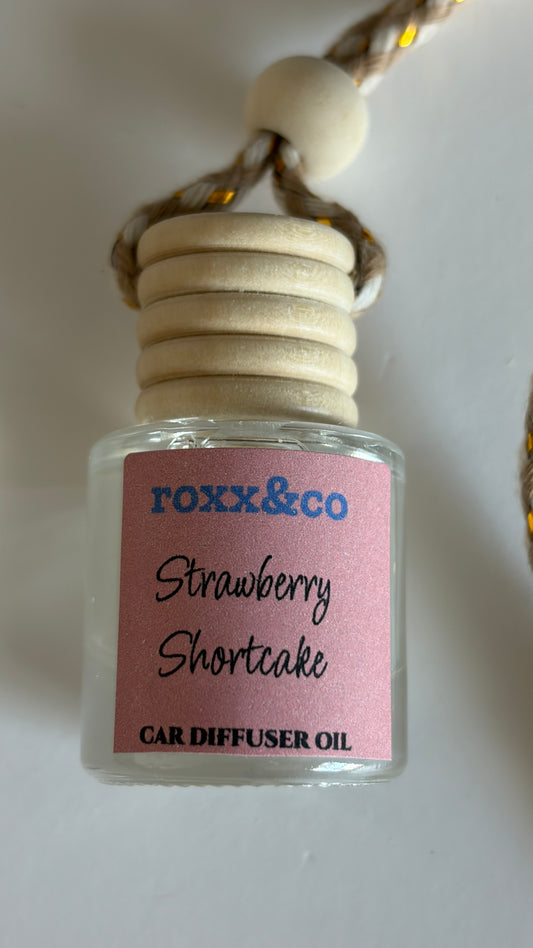 roxx&co
Strawberry
Shortcake
CAR DIFFUSER OIL